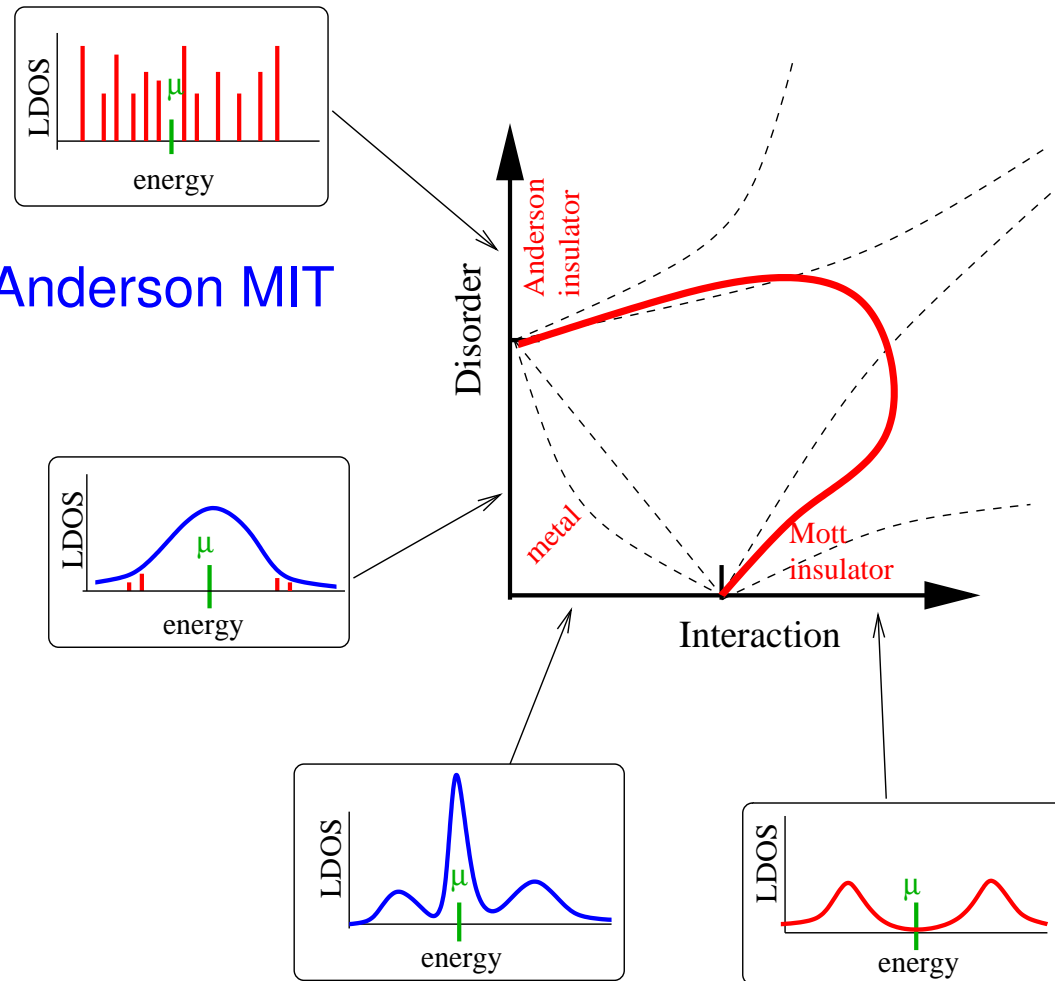 LDOS
μ
energy
Anderson MIT
Disorder
Anderson
insulator
metal
Mott
insulator
Interaction
LDOS
μ
energy
LDOS
μ
energy
LDOS
μ
energy